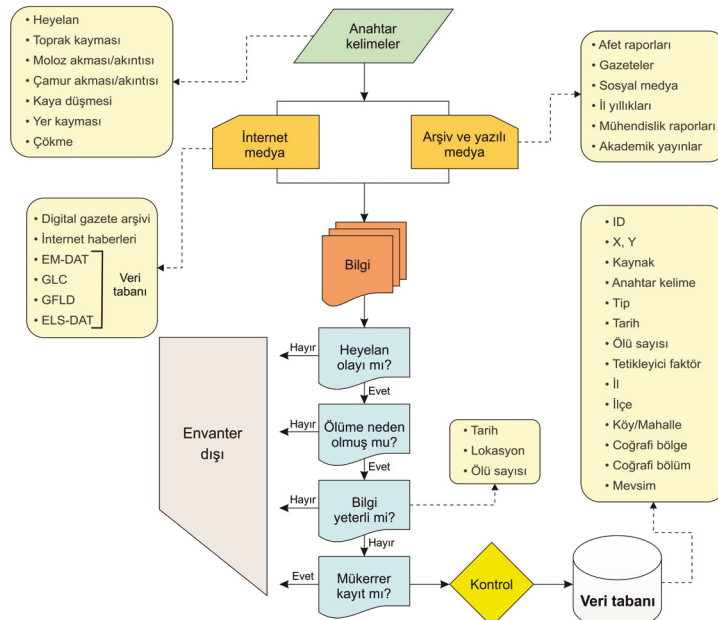 • Heyelan
• Toprak kayması
• Moloz akması/akıntısı
• Çamur akması/akıntısı
• Kaya düşmesi
• Yer kayması
• Çökme
Anahtar
kelimeler
• Afet raporları
• Gazeteler
• Sosyal medya
• İl yıllıkları
• Mühendislik raporları
• Akademik yayınlar
İnternet
medya
Arşiv ve yazılı
medya
• Digital gazete arşivi
• İnternet haberleri
• EM-DAT
• GLC
• GFLD
• ELS-DAT
Veri
tabanı
Bilgi
• ID
• X, Y
• Kaynak
• Anahtar kelime
• Tip
• Tarih
• Ölü sayısı
• Tetikleyici faktör
• İl
• İlçe
• Köy/Mahalle
• Coğrafi bölge
• Coğrafi bölüm
• Mevsim
Heyelan
olayı mı?
Hayır
Evet
Ölüme neden
olmuş mu?
Hayır
Evet
Envanter
dışı
• Tarih
• Lokasyon
• Ölü sayısı
Bilgi
yeterli mi?
Hayır
Hayır
Mükerrer
kayıt mı?
Evet
Kontrol
Veri tabanı